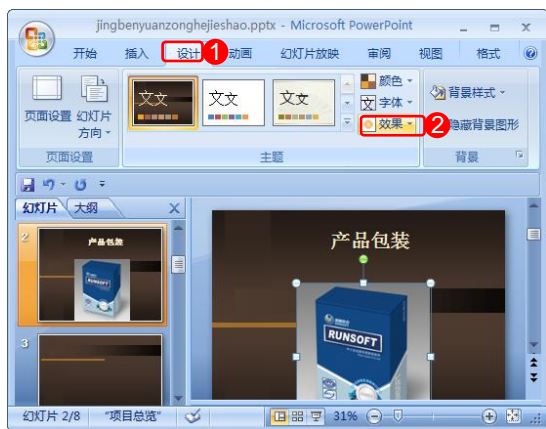 jingbenyuanzonghejieshao.pptx - Microsoft PowerPoint
开始 插入 设计 1 动画 幻灯片放映 审阅 视图 格式
页面设置 幻灯片方向
文文 文文 文文
颜色
字体
效果 2
背景样式
隐藏背景图形
页面设置 主题 背景
幻灯片 大纲 X
2
产品包装
RUNSOFT
3
产品包装
RUNSOFT
幻灯片 2/8 "项目总览" 31%